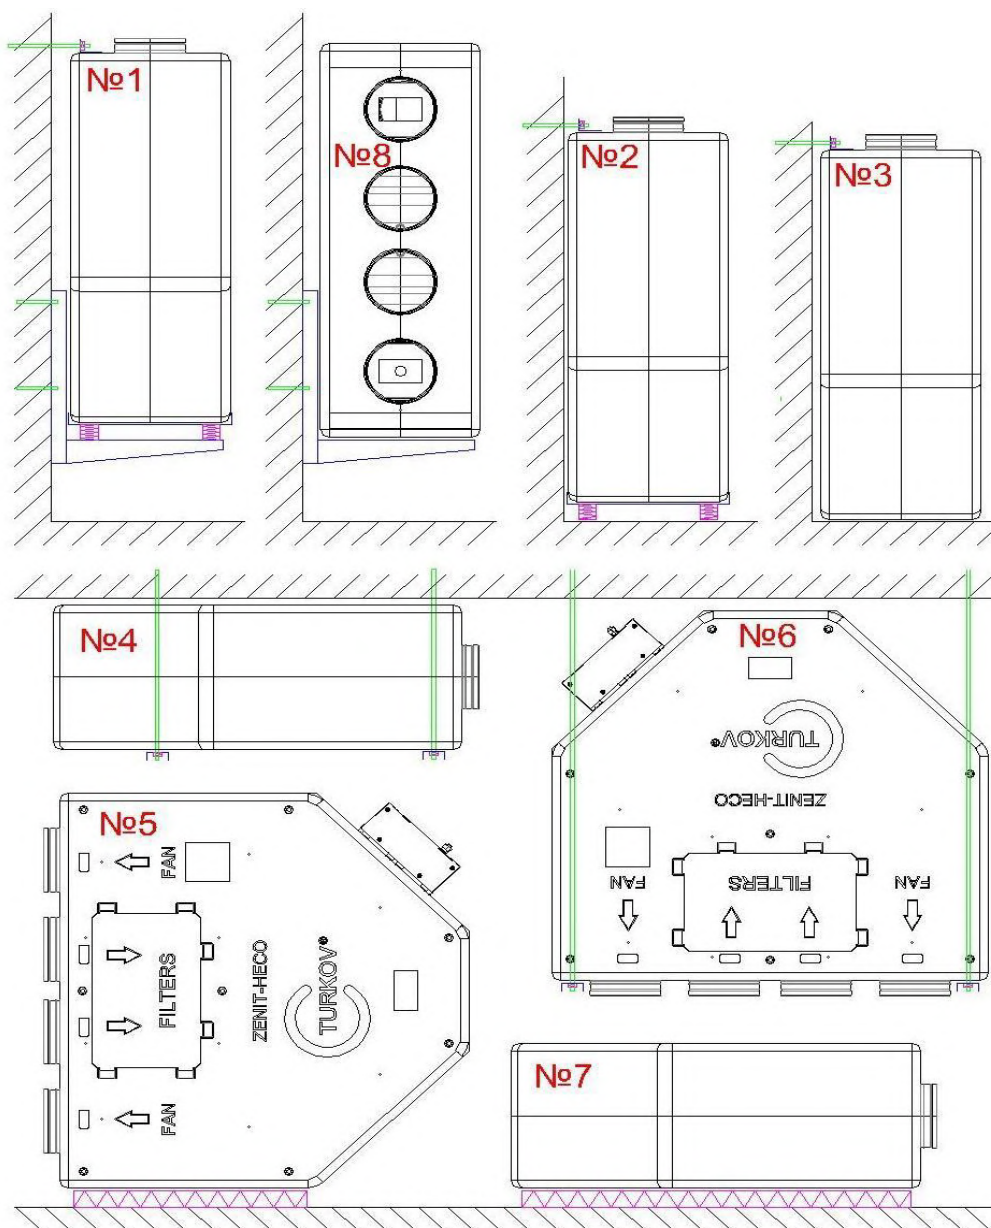 №1
№8
№2
№3
№4
№6
TURKOV®
ZENIT-HECO
FAN
FILTERS
FAN
№5
FAN
FILTERS
ZENIT-HECO
TURKOV®
FAN
№7